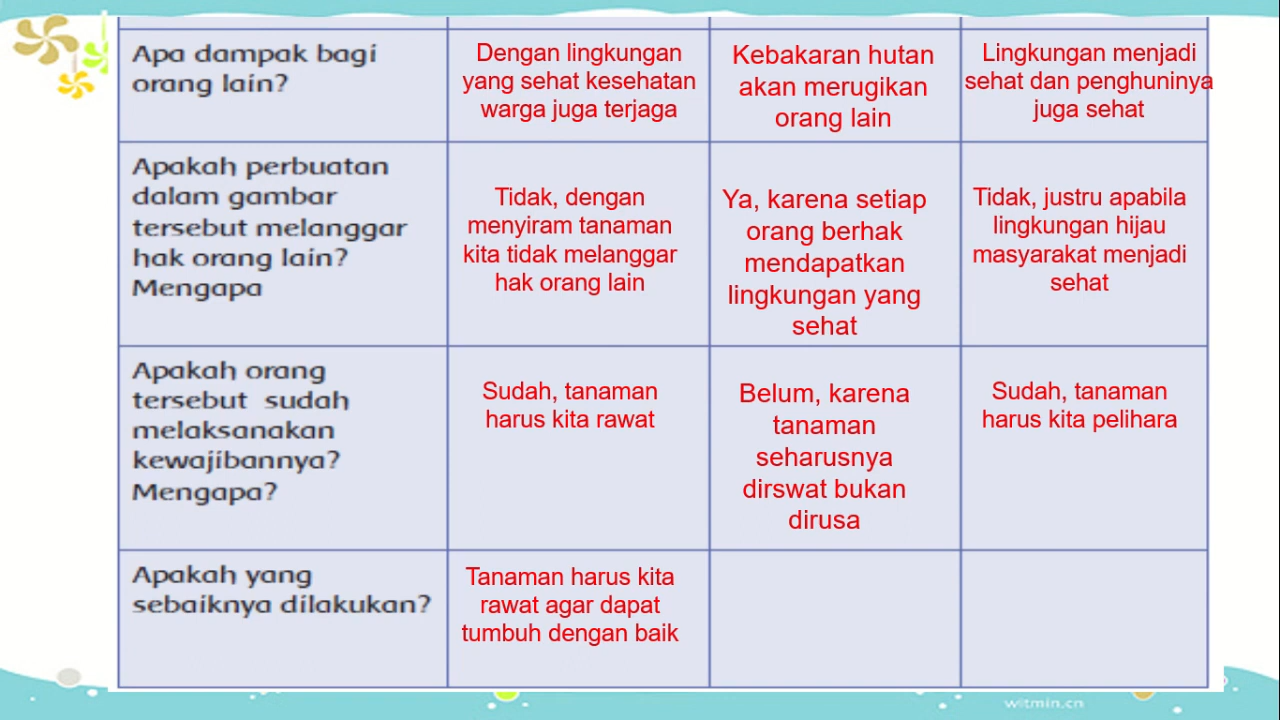 Apa dampak bagi
orang lain?
Dengan lingkungan
yang sehat kesehatan
warga juga terjaga
Kebakaran hutan
akan merugikan
orang lain
Lingkungan menjadi
sehat dan penghuninya
juga sehat
Apakah perbuatan
dalam gambar
tersebut melanggar
hak orang lain?
Mengapa
Tidak, dengan
menyiram tanaman
kita tidak melanggar
hak orang lain
Ya, karena setiap
orang berhak
mendapatkan
lingkungan yang
sehat
Tidak, justru apabila
lingkungan hijau
masyarakat menjadi
sehat
Apakah orang
tersebut sudah
melaksanakan
kewajibannya?
Mengapa?
Sudah, tanaman
harus kita rawat
Belum, karena
tanaman
seharusnya
dirswat bukan
dirusa
Sudah, tanaman
harus kita pelihara
Apakah yang
sebaiknya dilakukan?
Tanaman harus kita
rawat agar dapat
tumbuh dengan baik
witmin.cn